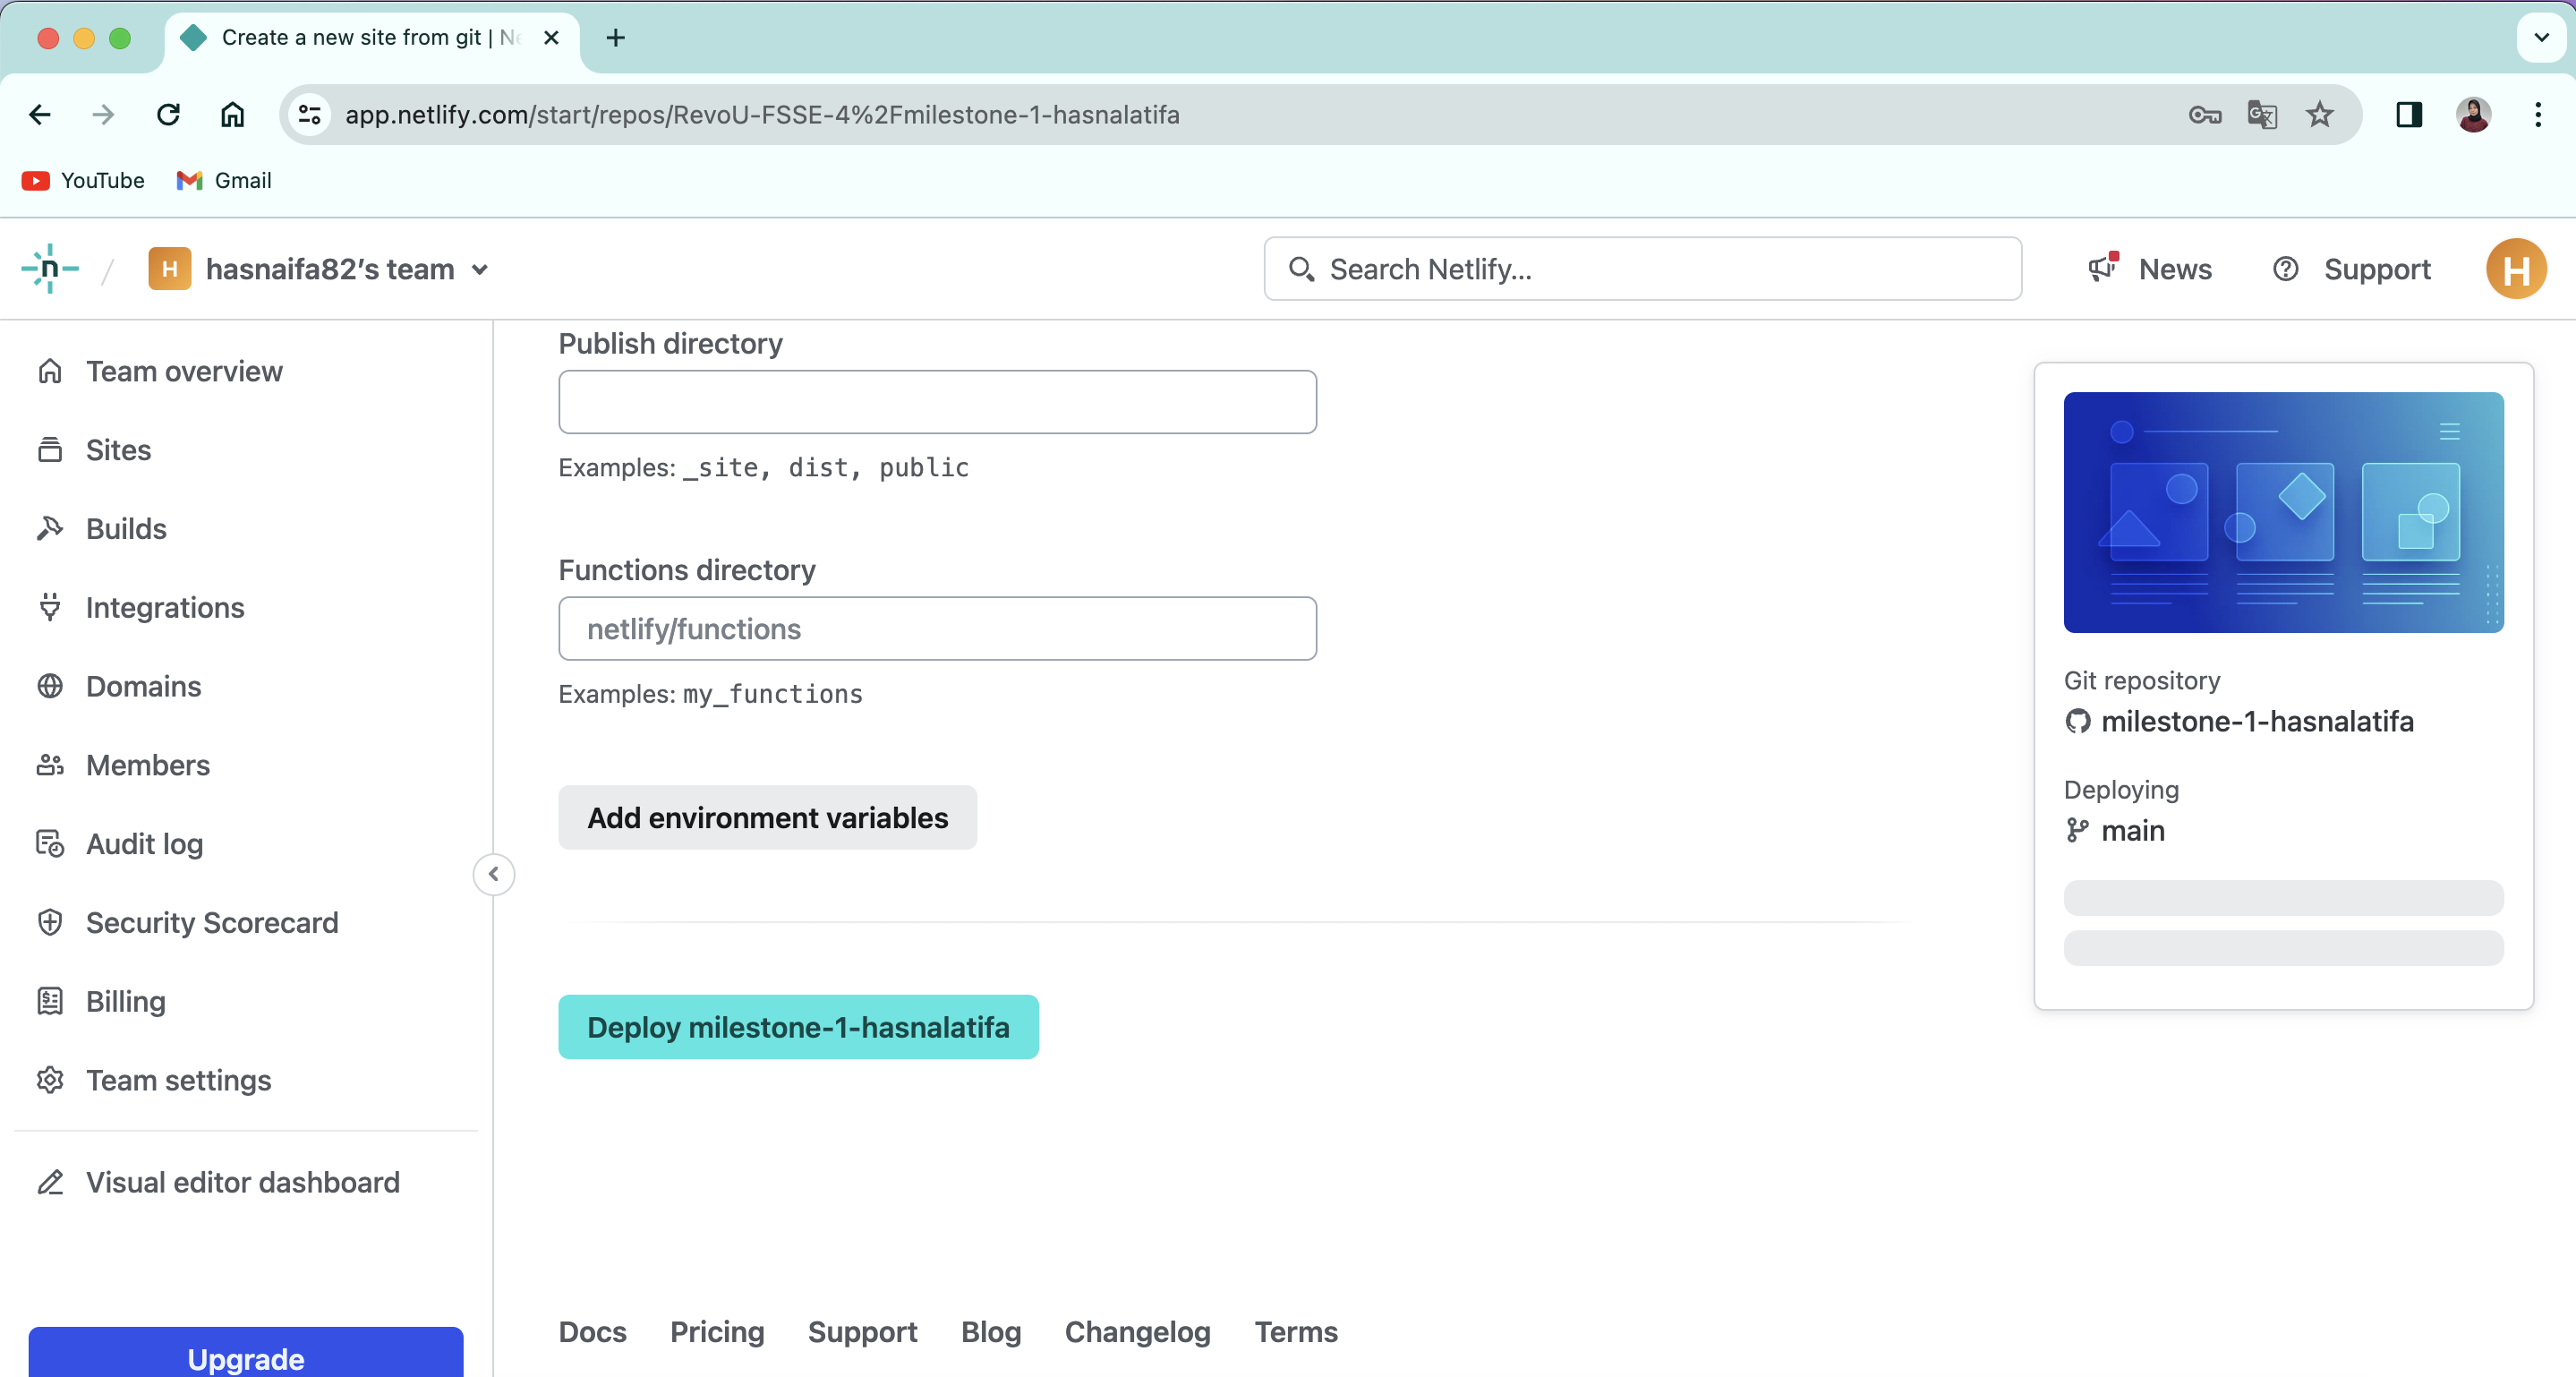 Create a new site from git | Ne
app.netlify.com/start/repos/RevoU-FSSE-4%2Fmilestone-1-hasnalatifa
YouTube
Gmail
n
H
hasnaifa82's team
Search Netlify...
News
Support
H
Team overview
Sites
Builds
Integrations
Domains
Members
Audit log
Security Scorecard
Billing
Team settings
Visual editor dashboard
Upgrade
Publish directory
Examples: _site, dist, public
Functions directory
netlify/functions
Examples: my_functions
Add environment variables
Deploy milestone-1-hasnalatifa
Git repository
milestone-1-hasnalatifa
Deploying
main
Docs Pricing Support Blog Changelog Terms